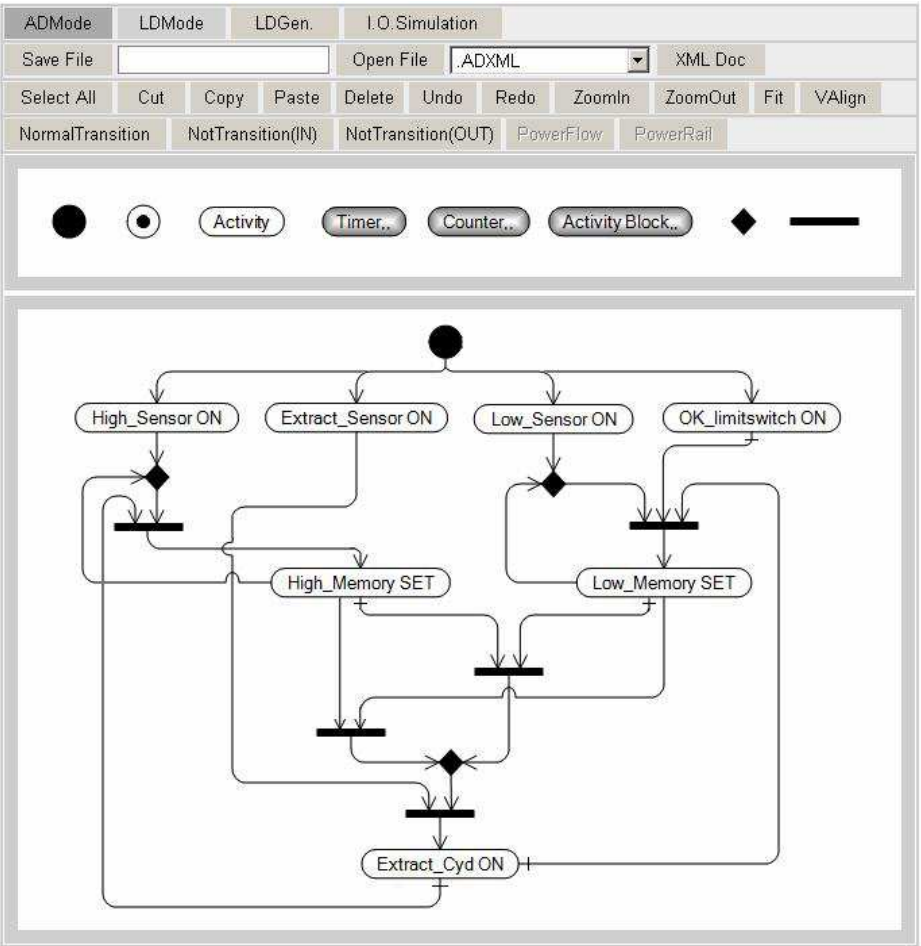 ADMode LDMode LDGen. I.O.Simulation
Save File Open File .ADXML XML Doc
Select All Cut Copy Paste Delete Undo Redo ZoomIn ZoomOut Fit VAlign
NormalTransition NotTransition(IN) NotTransition(OUT) PowerFlow PowerRail
Activity Timer,, Counter,, Activity Block,,
High_Sensor ON Extract_Sensor ON Low_Sensor ON OK_limitswitch ON
High_Memory SET Low_Memory SET
Extract_Cyd ON